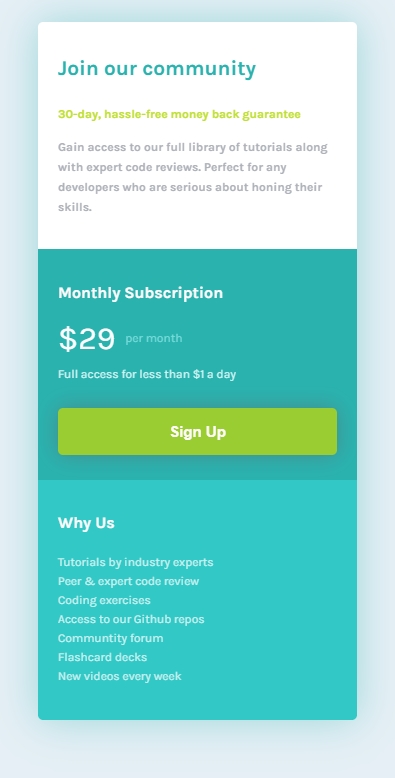 Join our community
30-day, hassle-free money back guarantee
Gain access to our full library of tutorials along
with expert code reviews. Perfect for any
developers who are serious about honing their
skills.
Monthly Subscription
$29 per month
Full access for less than $1 a day
Sign Up
Why Us
Tutorials by industry experts
Peer & expert code review
Coding exercises
Access to our Github repos
Communtity forum
Flashcard decks
New videos every week